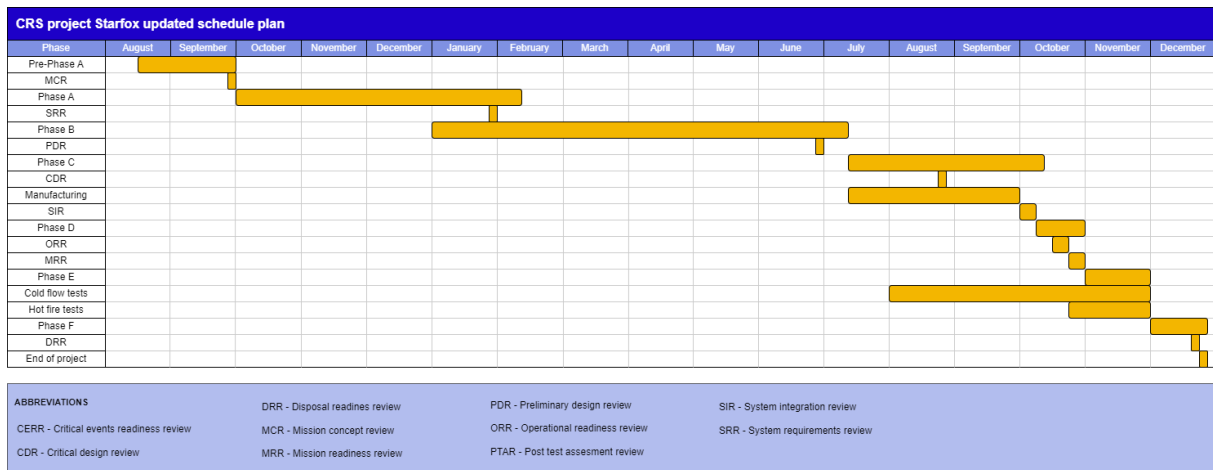 CRS project Starfox updated schedule plan
Phase August September October November December January February March April May June July August September October November December
Pre-Phase A
MCR
Phase A
SRR
Phase B
PDR
Phase C
CDR
Manufacturing
SIR
Phase D
ORR
MRR
Phase E
Cold flow tests
Hot fire tests
Phase F
DRR
End of project
ABBREVIATIONS
CERR - Critical events readiness review
CDR - Critical design review
DRR - Disposal readines review
MCR - Mission concept review
MRR - Mission readiness review
PDR - Preliminary design review
ORR - Operational readiness review
PTAR - Post test assesment review
SIR - System integration review
SRR - System requirements review